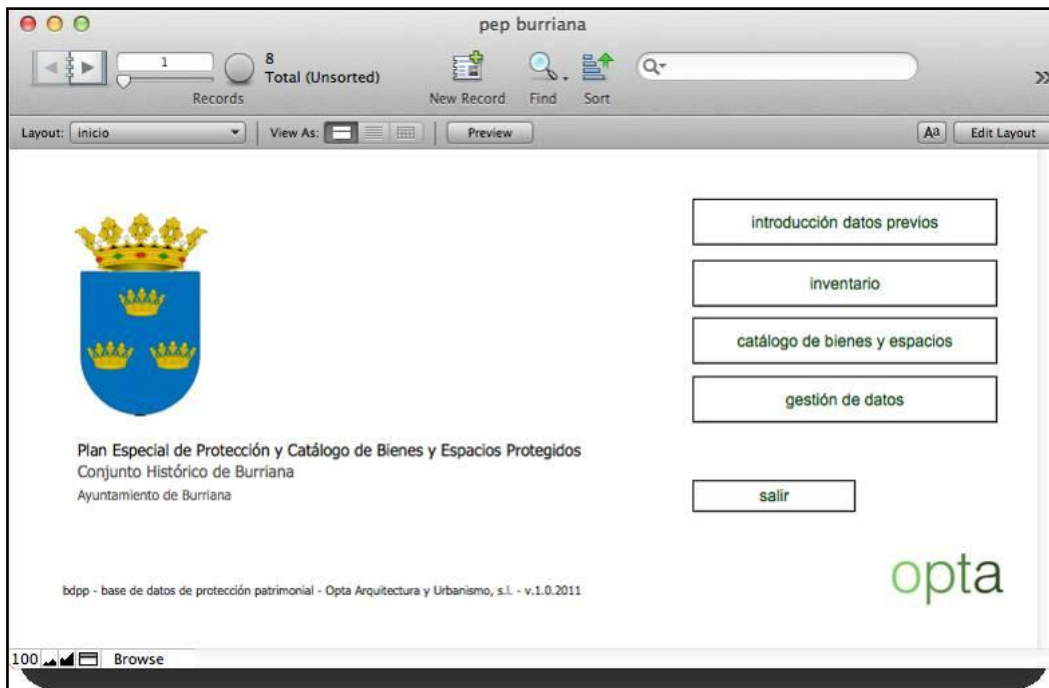 pep burriana
1
8
Total (Unsorted)
Records
New Record
Find
Sort
Layout: inicio
View As:
Preview
Aa
Edit Layout
introducción datos previos
inventario
catálogo de bienes y espacios
gestión de datos
Plan Especial de Protección y Catálogo de Bienes y Espacios Protegidos
Conjunto Histórico de Burriana
Ayuntamiento de Burriana
salir
opta
bdpp - base de datos de protección patrimonial - Opta Arquitectura y Urbanismo, s.l. - v.1.0.2011
100
Browse